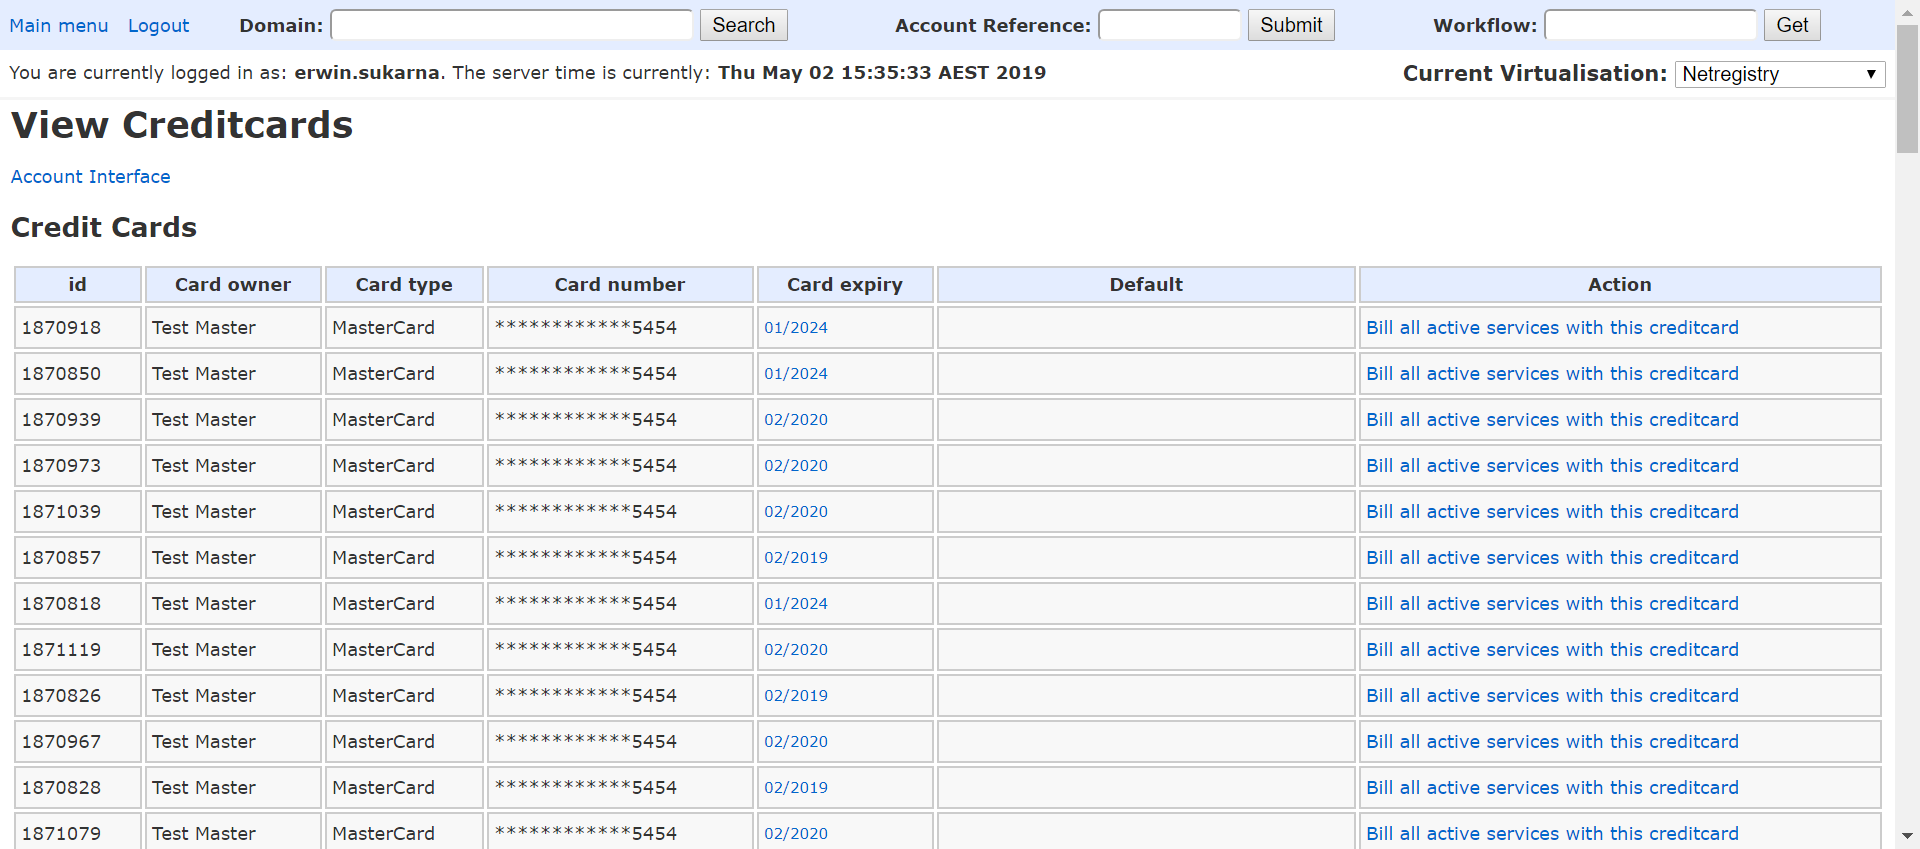 Main menu Logout Domain: Search Account Reference: Submit Workflow: Get
You are currently logged in as: erwin.sukarna. The server time is currently: Thu May 02 15:35:33 AEST 2019 Current Virtualisation: Netregistry
View Creditcards
Account Interface
Credit Cards
id Card owner Card type Card number Card expiry Default Action
1870918 Test Master MasterCard ************5454 01/2024 Bill all active services with this creditcard
1870850 Test Master MasterCard ************5454 01/2024 Bill all active services with this creditcard
1870939 Test Master MasterCard ************5454 02/2020 Bill all active services with this creditcard
1870973 Test Master MasterCard ************5454 02/2020 Bill all active services with this creditcard
1871039 Test Master MasterCard ************5454 02/2020 Bill all active services with this creditcard
1870857 Test Master MasterCard ************5454 02/2019 Bill all active services with this creditcard
1870818 Test Master MasterCard ************5454 01/2024 Bill all active services with this creditcard
1871119 Test Master MasterCard ************5454 02/2020 Bill all active services with this creditcard
1870826 Test Master MasterCard ************5454 02/2019 Bill all active services with this creditcard
1870967 Test Master MasterCard ************5454 02/2020 Bill all active services with this creditcard
1870828 Test Master MasterCard ************5454 02/2019 Bill all active services with this creditcard
1871079 Test Master MasterCard ************5454 02/2020 Bill all active services with this creditcard